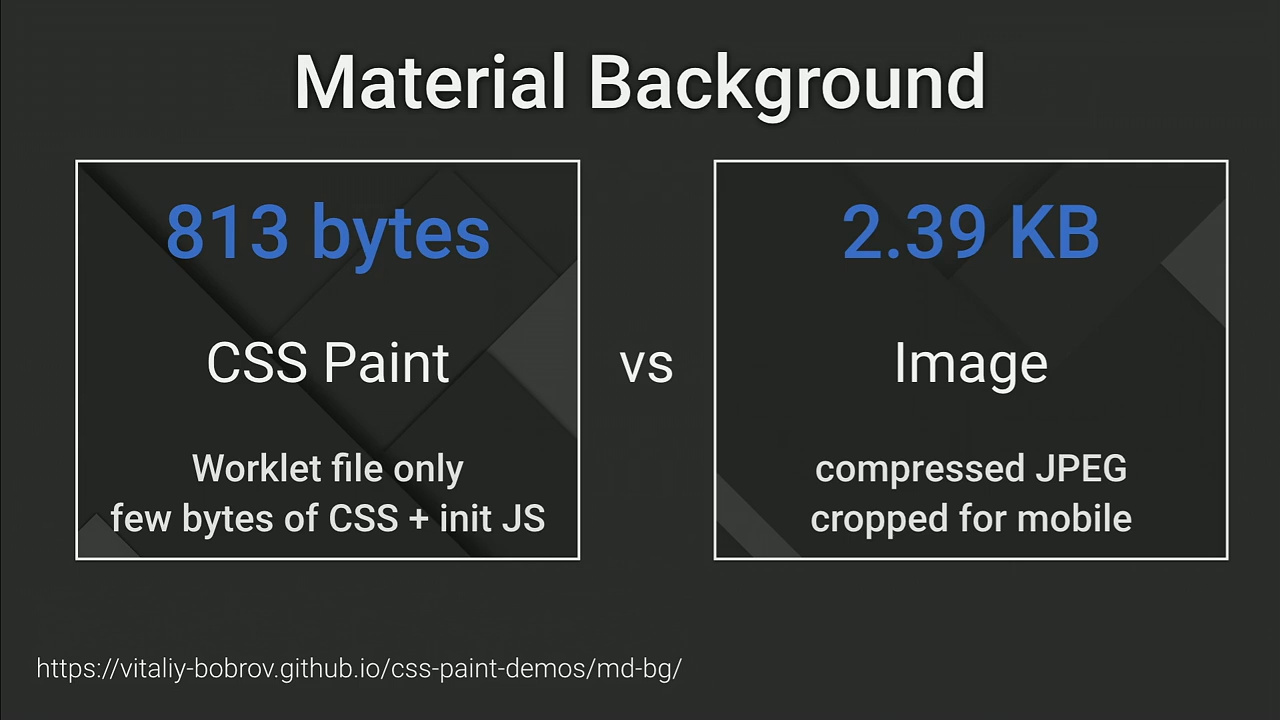 Material Background
813 bytes
CSS Paint
Worklet file only
few bytes of CSS + init JS
vs
2.39 KB
Image
compressed JPEG
cropped for mobile
https://vitaliy-bobrov.github.io/css-paint-demos/md-bg/